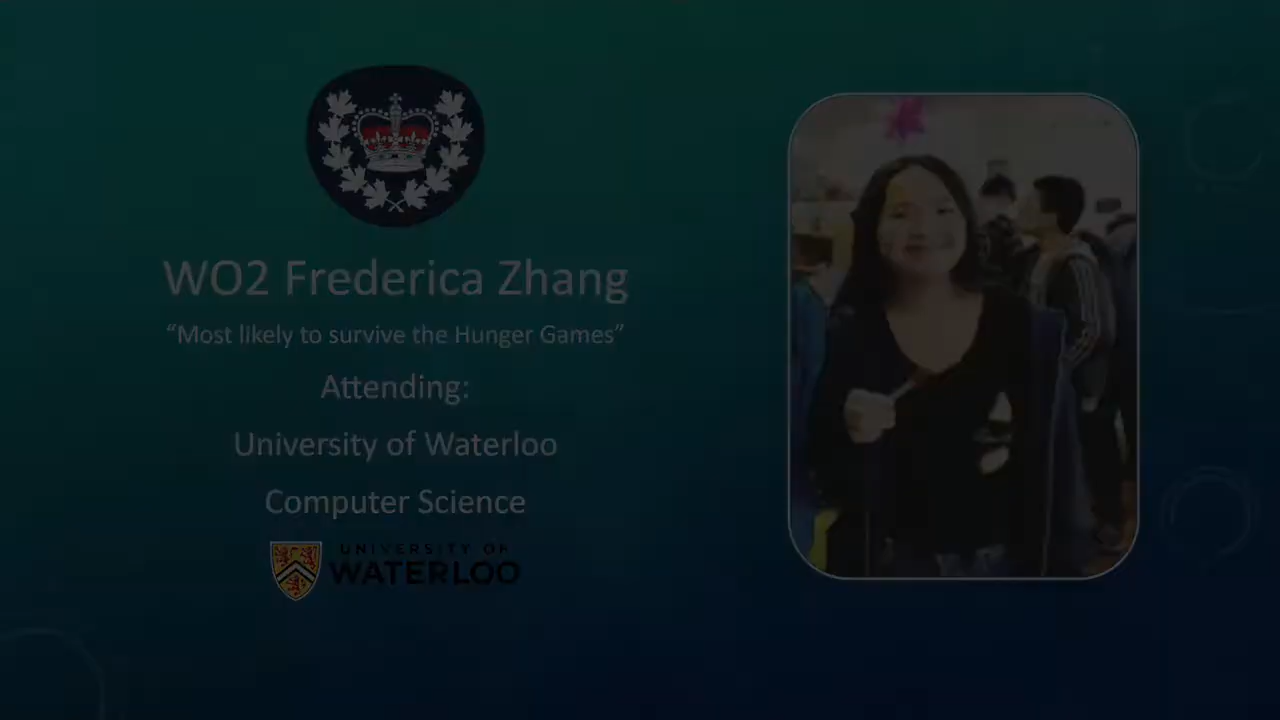 WO2 Frederica Zhang
“Most likely to survive the Hunger Games”
Attending:
University of Waterloo
Computer Science
UNIVERSITY OF
WATERLOO